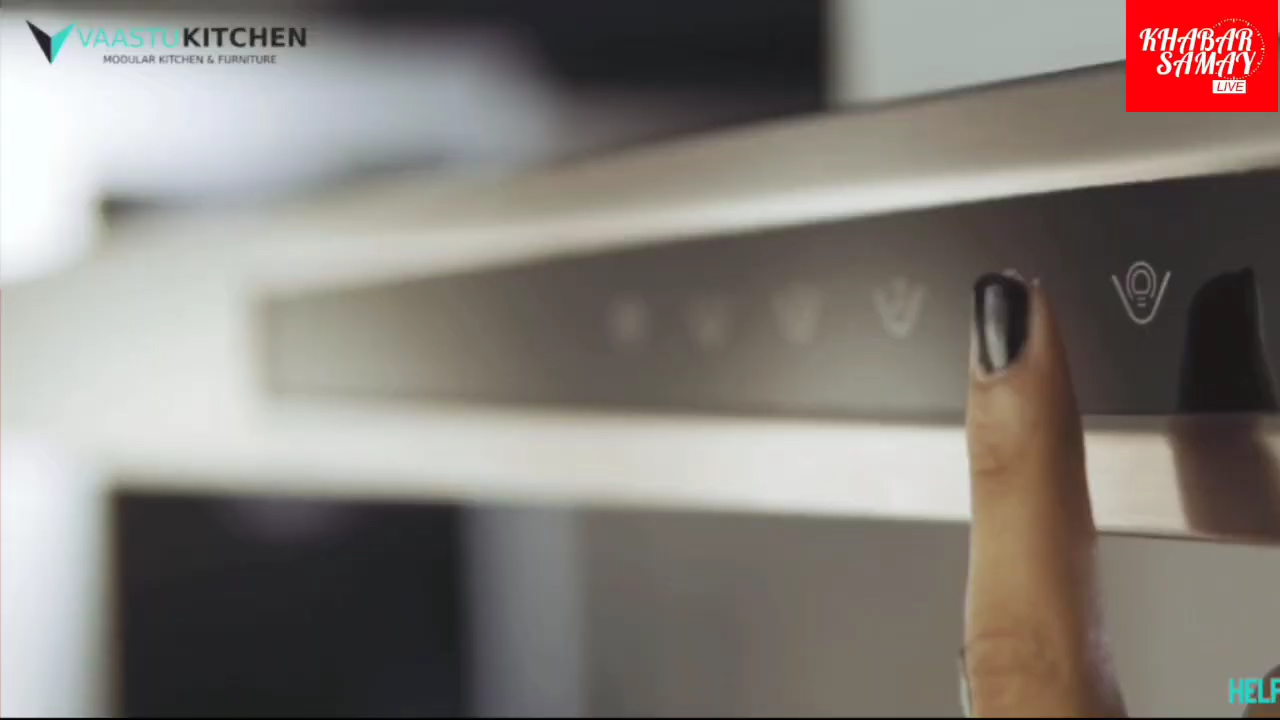 VAASTUKITCHEN
MODULAR KITCHEN & FURNITURE
KHABAR
SAMAY
LIVE
HELP